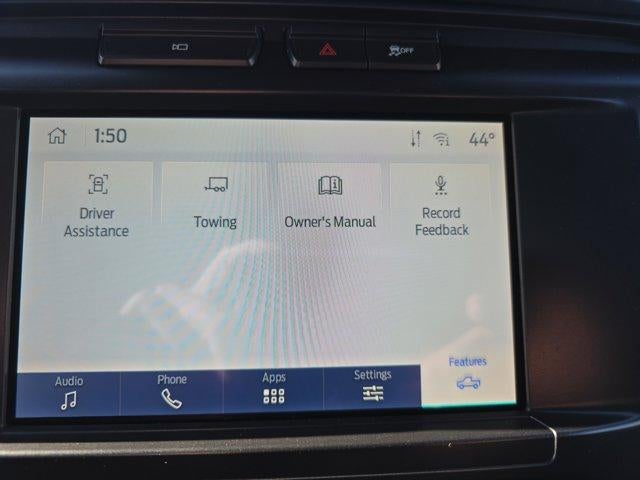 OFF
1:50
44°
Driver
Assistance
Towing
Owner's Manual
Record
Feedback
Audio
Phone
Apps
Settings
Features